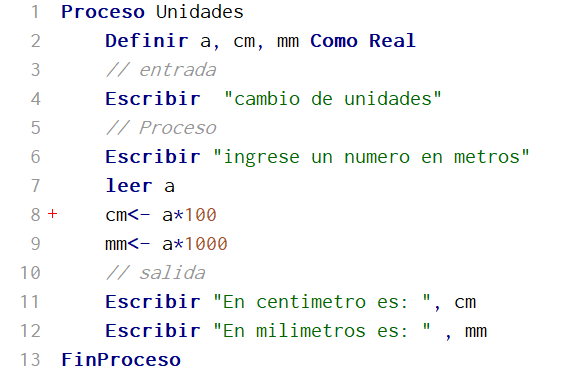 1 Proceso Unidades
2 Definir a, cm, mm Como Real
3 // entrada
4 Escribir  "cambio de unidades"
5 // Proceso
6 Escribir "ingrese un numero en metros"
7 leer a
8 + cm<- a*100
9 mm<- a*1000
10 // salida
11 Escribir "En centimetro es: ", cm
12 Escribir "En milimetros es: " , mm
13 FinProceso